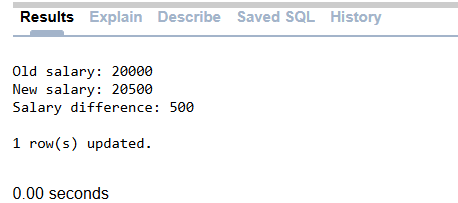 Results Explain Describe Saved SQL History
Old salary: 20000
New salary: 20500
Salary difference: 500
1 row(s) updated.
0.00 seconds